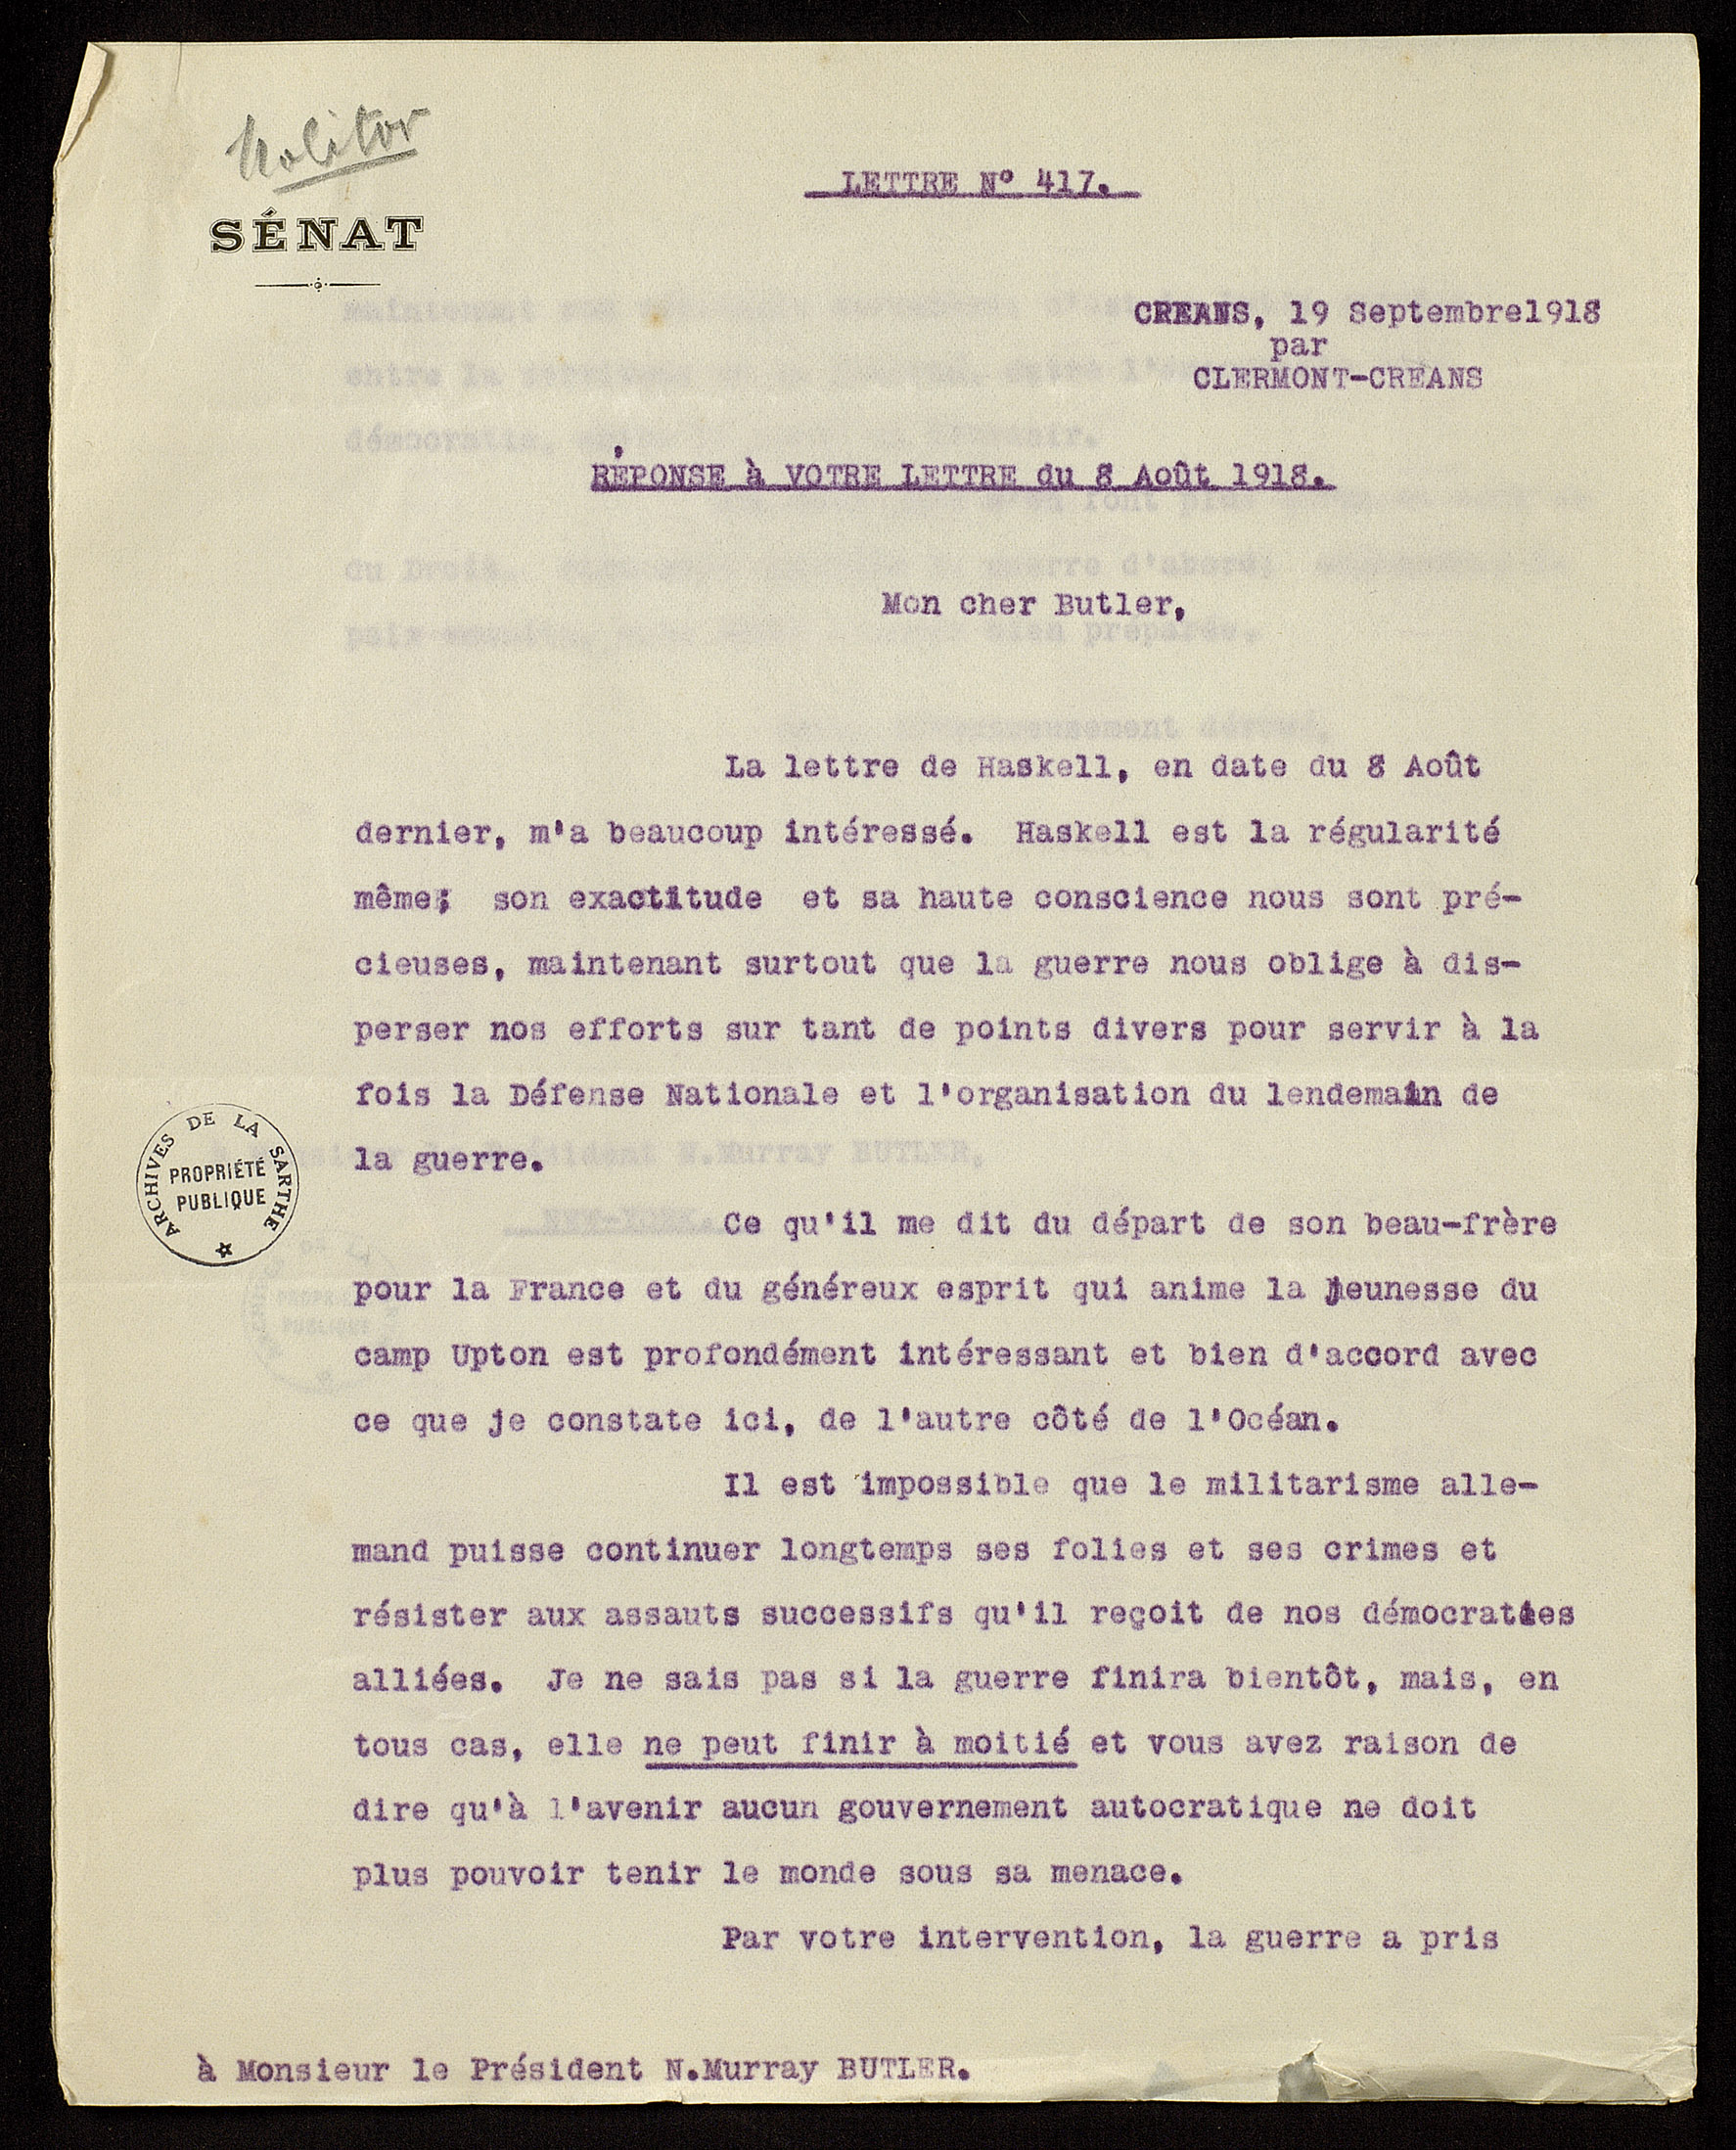 Molitor
LETTRE Nº 417.
SÉNAT
CREANS, 19 Septembre1918
par
CLERMONT-CREANS
RÉPONSE à VOTRE LETTRE du 8 Août 1918.
Mon cher Butler,
La lettre de Haskell, en date du 8 Août
dernier, m'a beaucoup intéressé. Haskell est la régularité
même; son exactitude et sa haute conscience nous sont pré-
cieuses, maintenant surtout que la guerre nous oblige à dis-
perser nos efforts sur tant de points divers pour servir à la
fois la Défense Nationale et l'organisation du lendemain de
la guerre.
ARCHIVES DE LA SARTHE
PROPRIÉTÉ
PUBLIQUE
Ce qu'il me dit du départ de son beau-frère
pour la France et du généreux esprit qui anime la jeunesse du
camp Upton est profondément intéressant et bien d'accord avec
ce que je constate ici, de l'autre côté de l'Océan.
Il est impossible que le militarisme alle-
mand puisse continuer longtemps ses folies et ses crimes et
résister aux assauts successifs qu'il reçoit de nos démocraties
alliées. Je ne sais pas si la guerre finira bientôt, mais, en
tous cas, elle ne peut finir à moitié et vous avez raison de
dire qu'à l'avenir aucun gouvernement autocratique ne doit
plus pouvoir tenir le monde sous sa menace.
Par votre intervention, la guerre a pris
à Monsieur le Président N.Murray BUTLER.